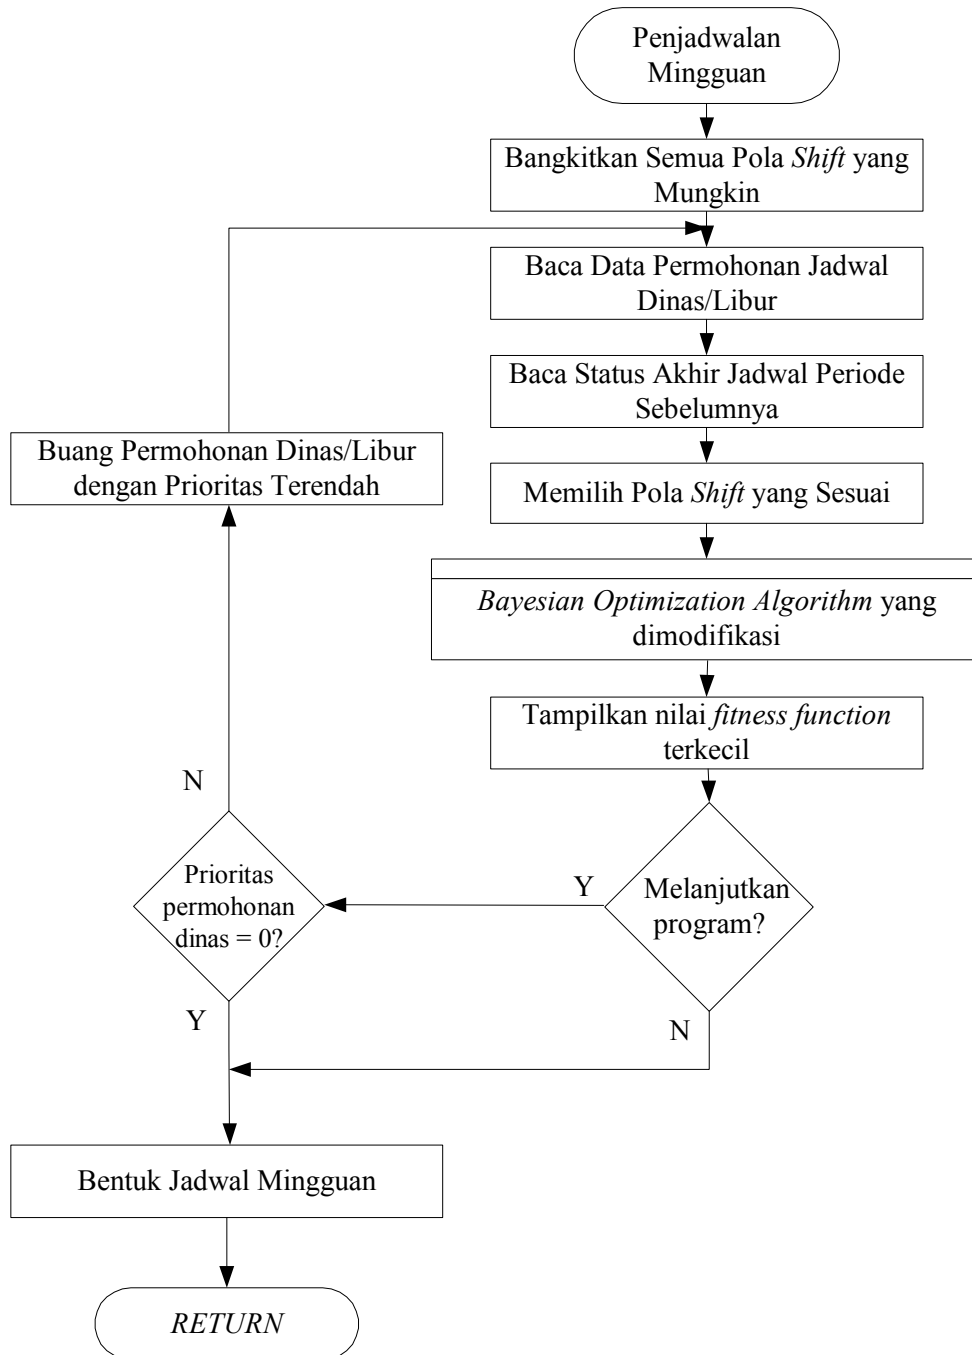 Penjadwalan
Mingguan
Bangkitkan Semua Pola Shift yang
Mungkin
Baca Data Permohonan Jadwal
Dinas/Libur
Baca Status Akhir Jadwal Periode
Sebelumnya
Buang Permohonan Dinas/Libur
dengan Prioritas Terendah
Memilih Pola Shift yang Sesuai
Bayesian Optimization Algorithm yang
dimodifikasi
Tampilkan nilai fitness function
terkecil
N
Prioritas
permohonan
dinas = 0?
Y
Melanjutkan
program?
Y
N
Bentuk Jadwal Mingguan
RETURN